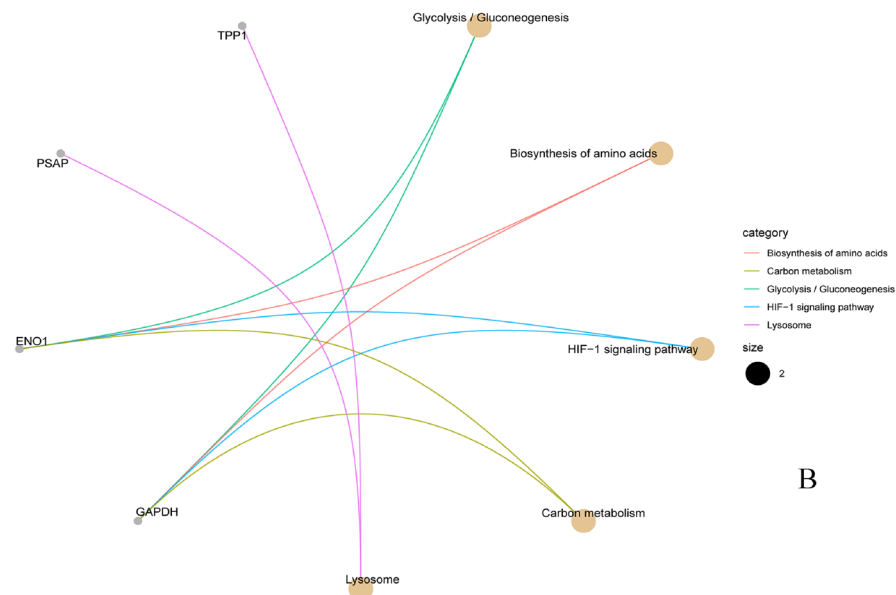 Glycolysis / Gluconeogenesis
TPP1
Biosynthesis of amino acids
PSAP
category
Biosynthesis of amino acids
Carbon metabolism
Glycolysis / Gluconeogenesis
HIF−1 signaling pathway
Lysosome
ENO1
HIF−1 signaling pathway
size
2
B
GAPDH
Carbon metabolism
Lysosome